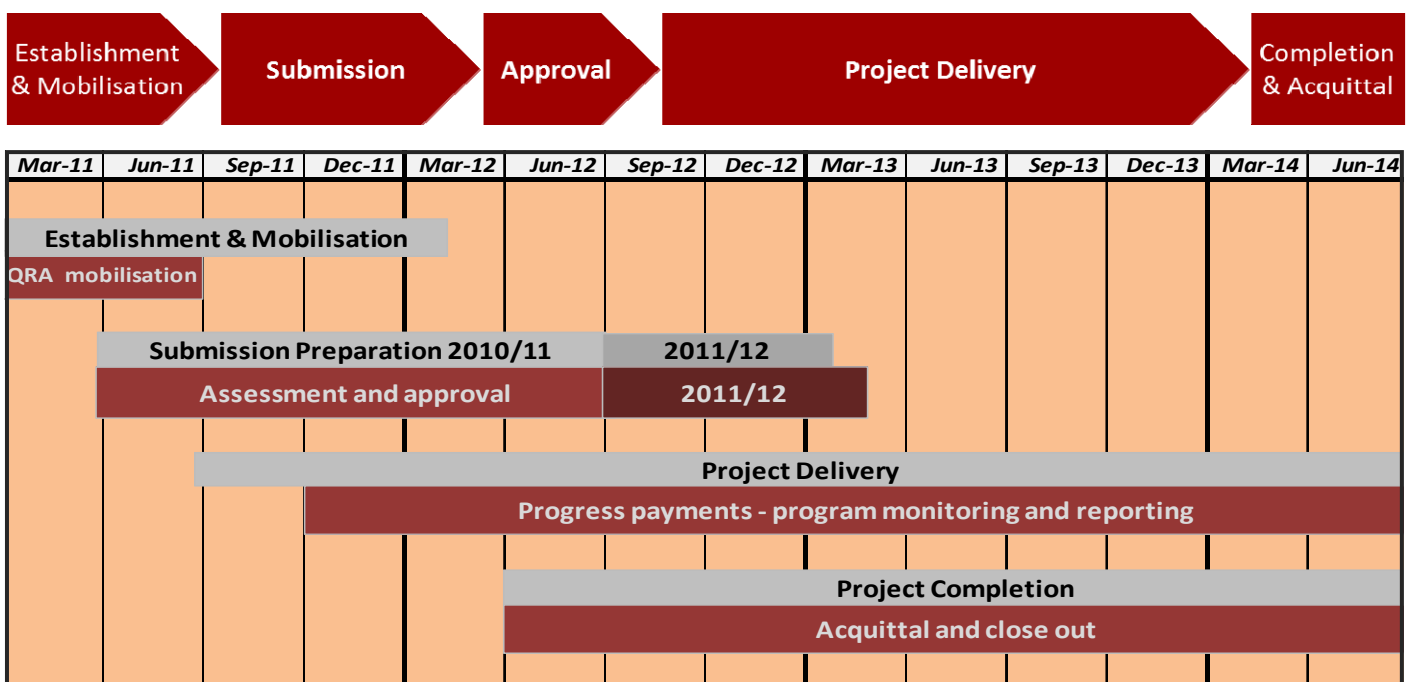 Establishment
& Mobilisation
Submission
Approval
Project Delivery
Completion
& Acquittal
Mar-11 Jun-11 Sep-11 Dec-11 Mar-12 Jun-12 Sep-12 Dec-12 Mar-13 Jun-13 Sep-13 Dec-13 Mar-14 Jun-14
Establishment & Mobilisation
QRA mobilisation
Submission Preparation 2010/11 2011/12
Assessment and approval 2011/12
Project Delivery
Progress payments - program monitoring and reporting
Project Completion
Acquittal and close out